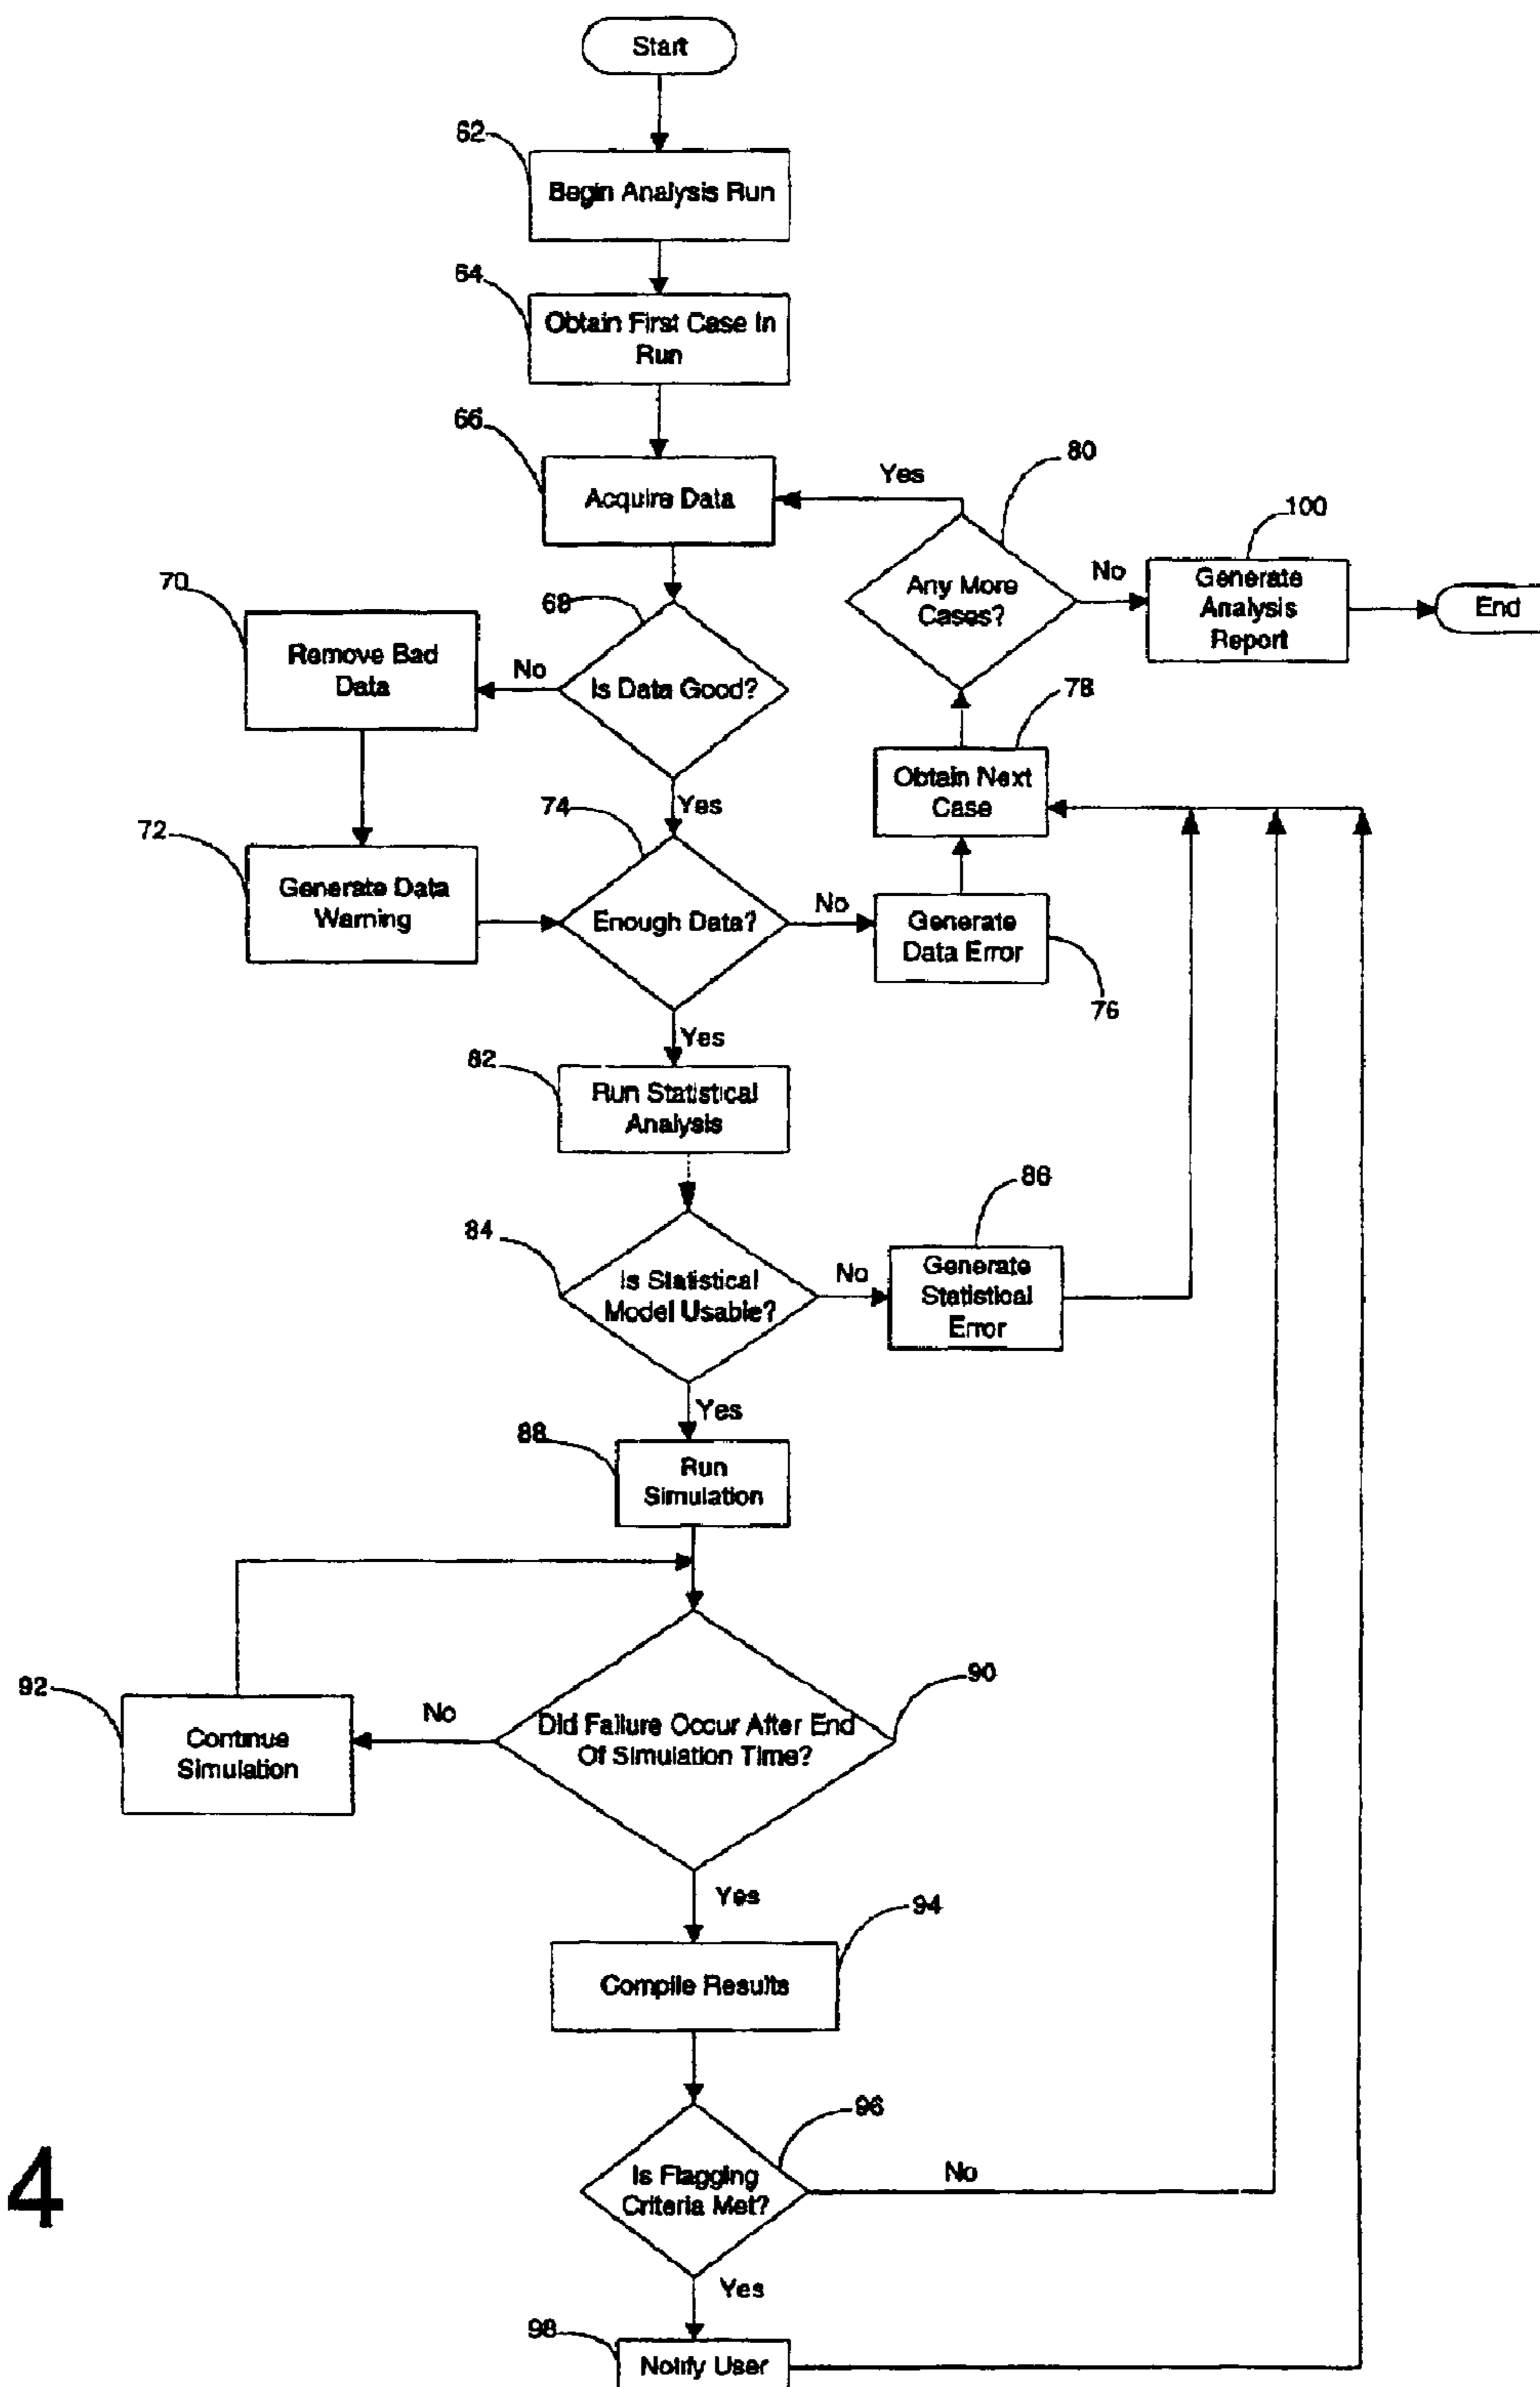 Start
62
Begin Analysis Run
64
Obtain First Case In
Run
66
Acquire Data
Yes
80
Any More
Cases?
No
100
Generate
Analysis
Report
End
70
Remove Bad
Data
No
68
Is Data Good?
Yes
78
Obtain Next
Case
72
Generate Data
Warning
74
Enough Data?
No
Generate
Data Error
76
Yes
82
Run Statistical
Analysis
84
Is Statistical
Model Usable?
No
86
Generate
Statistical
Error
Yes
88
Run
Simulation
90
Did Failure Occur After End
Of Simulation Time?
No
92
Continue
Simulation
Yes
94
Compile Results
96
Is Flagging
Criteria Met?
No
4
Yes
98
Notify User